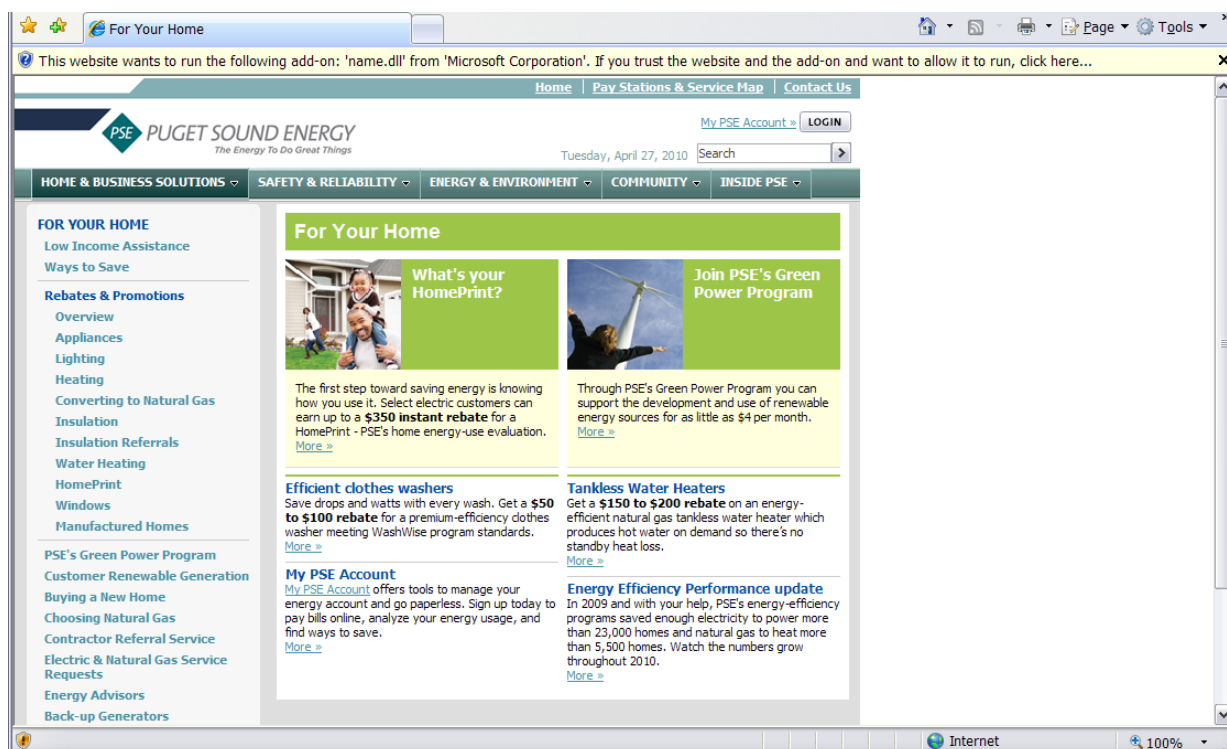 For Your Home
Page
Tools
This website wants to run the following add-on: 'name.dll' from 'Microsoft Corporation'. If you trust the website and the add-on and want to allow it to run, click here...
Home | Pay Stations & Service Map | Contact Us
PSE PUGET SOUND ENERGY
The Energy To Do Great Things
My PSE Account » LOGIN
Tuesday, April 27, 2010 Search
HOME & BUSINESS SOLUTIONS SAFETY & RELIABILITY ENERGY & ENVIRONMENT COMMUNITY INSIDE PSE
FOR YOUR HOME
Low Income Assistance
Ways to Save
Rebates & Promotions
Overview
Appliances
Lighting
Heating
Converting to Natural Gas
Insulation
Insulation Referrals
Water Heating
HomePrint
Windows
Manufactured Homes
PSE's Green Power Program
Customer Renewable Generation
Buying a New Home
Choosing Natural Gas
Contractor Referral Service
Electric & Natural Gas Service
Requests
Energy Advisors
Back-up Generators
For Your Home
What's your
HomePrint?
The first step toward saving energy is knowing
how you use it. Select electric customers can
earn up to a $350 instant rebate for a
HomePrint - PSE's home energy-use evaluation.
More »
Join PSE's Green
Power Program
Through PSE's Green Power Program you can
support the development and use of renewable
energy sources for as little as $4 per month.
More »
Efficient clothes washers
Save drops and watts with every wash. Get a $50
to $100 rebate for a premium-efficiency clothes
washer meeting WashWise program standards.
More »
My PSE Account
My PSE Account offers tools to manage your
energy account and go paperless. Sign up today to
pay bills online, analyze your energy usage, and
find ways to save.
More »
Tankless Water Heaters
Get a $150 to $200 rebate on an energy-
efficient natural gas tankless water heater which
produces hot water on demand so there's no
standby heat loss.
More »
Energy Efficiency Performance update
In 2009 and with your help, PSE's energy-efficiency
programs saved enough electricity to power more
than 23,000 homes and natural gas to heat more
than 5,500 homes. Watch the numbers grow
throughout 2010.
More »
Internet
100%